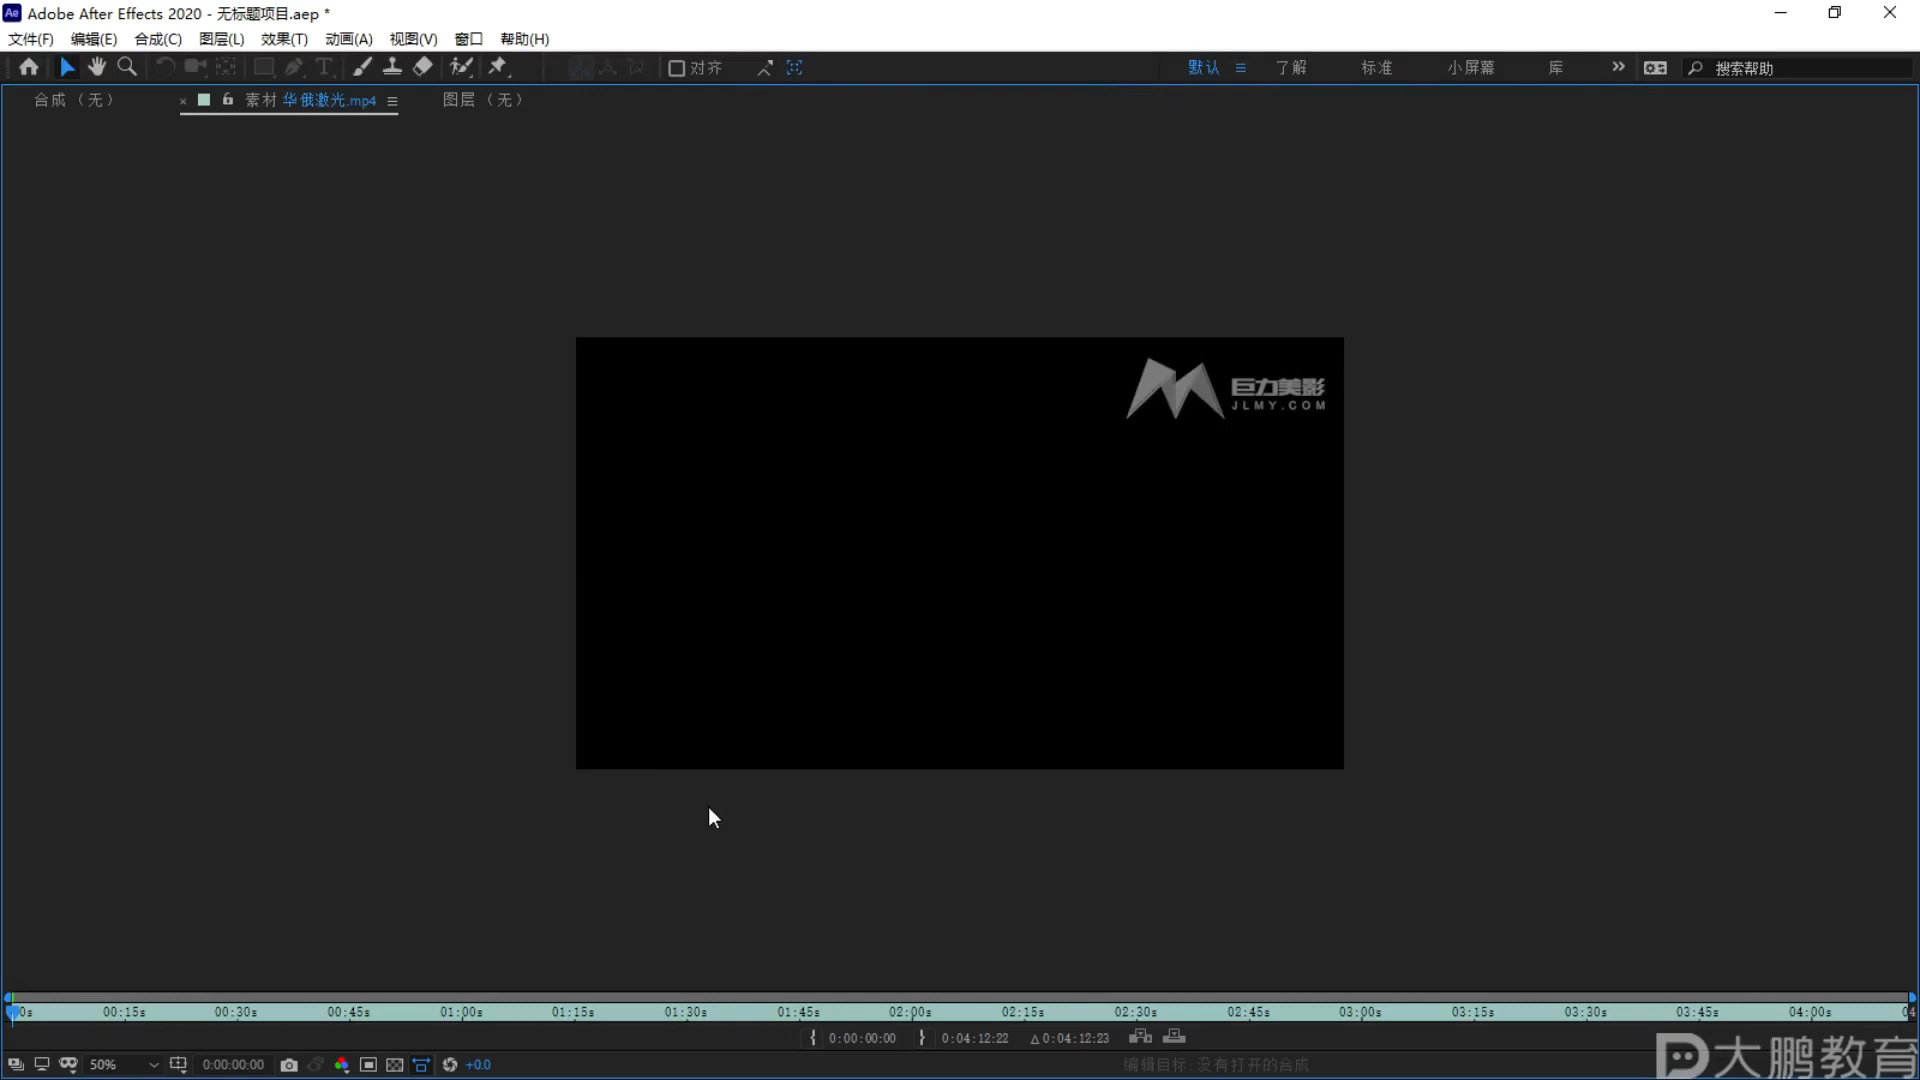 Ae Adobe After Effects 2020 - 无标题项目.aep *
文件(F) 编辑(E) 合成(C) 图层(L) 效果(T) 动画(A) 视图(V) 窗口 帮助(H)
对齐 默认 了解 标准 小屏幕 库 搜索帮助
合成 (无) 素材 华俄激光.mp4 图层 (无)
巨力美影
JLMY.COM
0s 00:15s 00:30s 00:45s 01:00s 01:15s 01:30s 01:45s 02:00s 02:15s 02:30s 02:45s 03:00s 03:15s 03:30s 03:45s 04:00s 04
{ 0:00:00:00 } 0:04:12:22 Δ 0:04:12:23
50% 0:00:00:00 +0.0 编辑目标: 没有打开的合成
大鹏教育